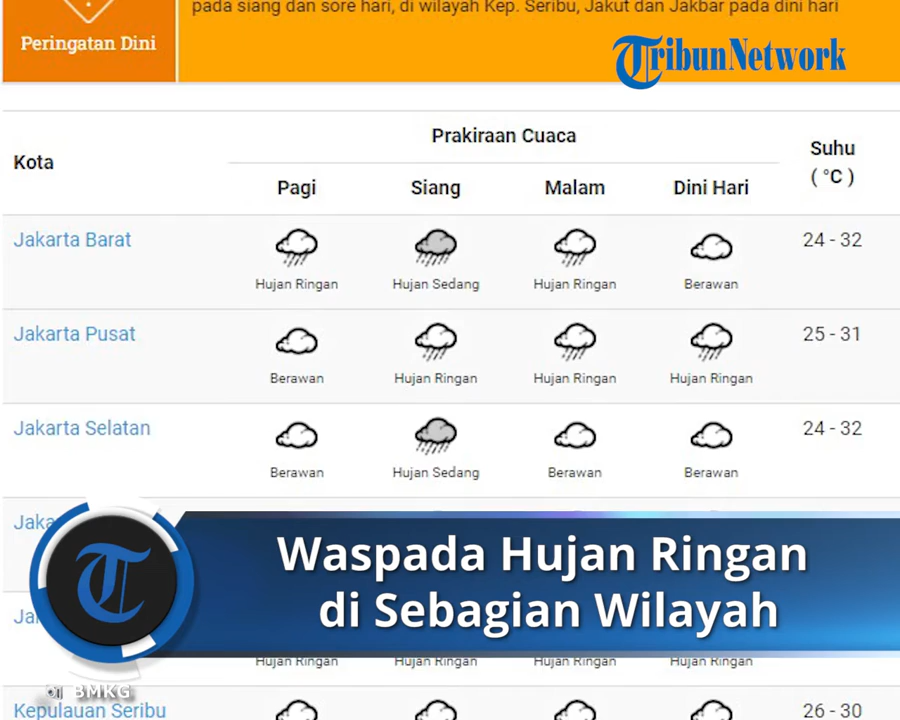 pada siang dan sore hari, di wilayah Kep. Seribu, Jakut dan Jakbar pada dini hari
Peringatan Dini
TribunNetwork
Kota
Prakiraan Cuaca
Suhu
( °C )
Pagi Siang Malam Dini Hari
Jakarta Barat 24 - 32
Hujan Ringan Hujan Sedang Hujan Ringan Berawan
Jakarta Pusat 25 - 31
Berawan Hujan Ringan Hujan Ringan Hujan Ringan
Jakarta Selatan 24 - 32
Berawan Hujan Sedang Berawan Berawan
Waspada Hujan Ringan
di Sebagian Wilayah
Hujan Ringan Hujan Ringan Hujan Ringan Hujan Ringan
BMKG
Kepulauan Seribu 26 - 30